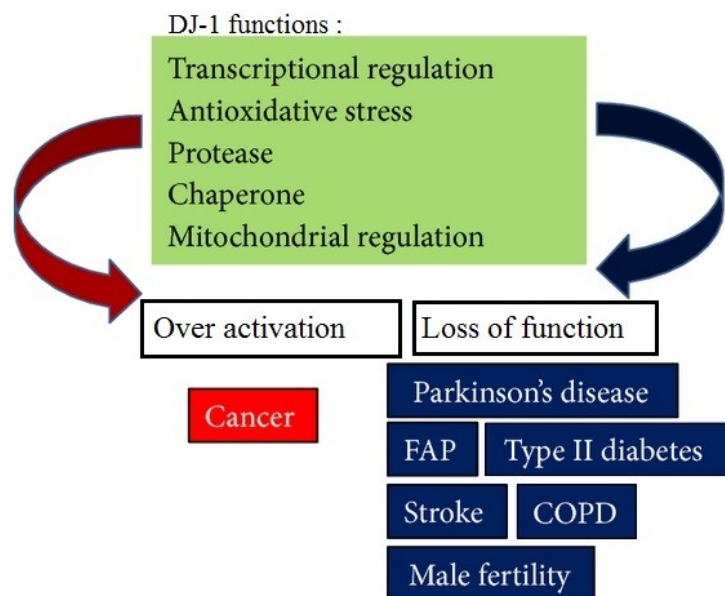 DJ-1 functions :
Transcriptional regulation
Antioxidative stress
Protease
Chaperone
Mitochondrial regulation
Over activation
Loss of function
Cancer
Parkinson's disease
FAP
Type II diabetes
Stroke
COPD
Male fertility